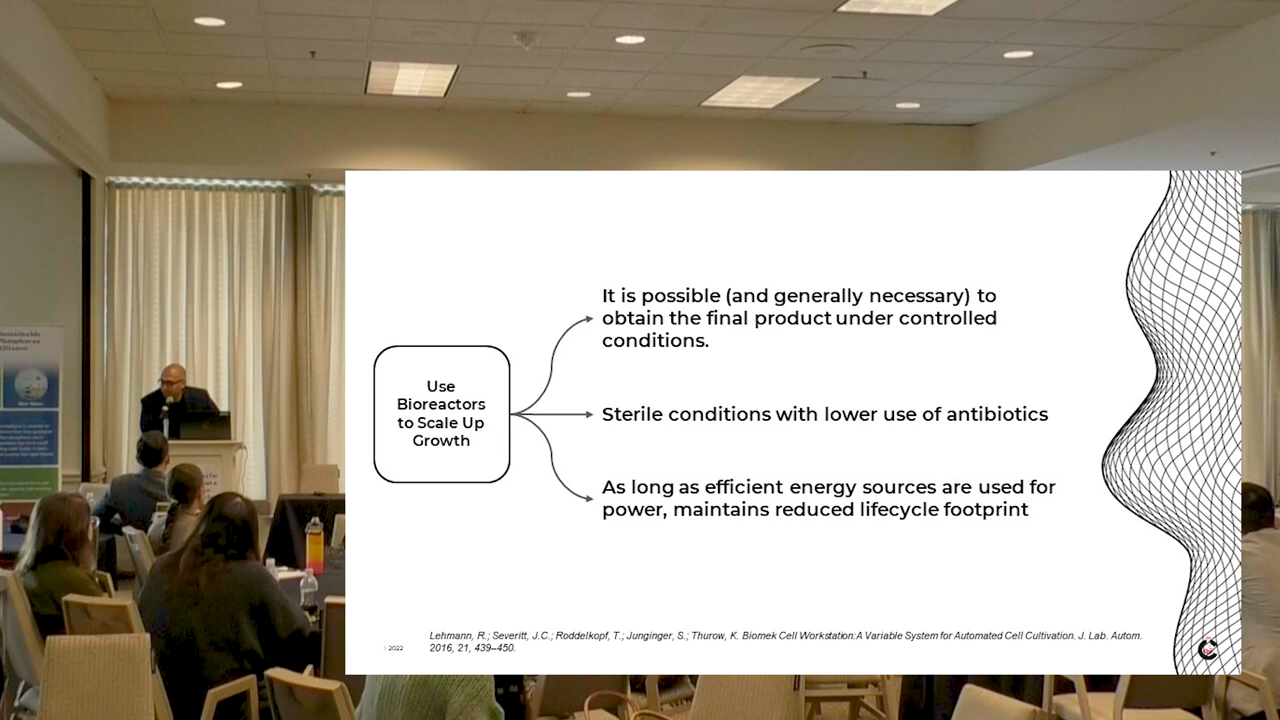 Sustainable
Phosphorus
Alliance
It is possible (and generally necessary) to
obtain the final product under controlled
conditions.
Use
Bioreactors
to Scale Up
Growth
Sterile conditions with lower use of antibiotics
As long as efficient energy sources are used for
power, maintains reduced lifecycle footprint
Lehmann, R.; Severitt, J.C.; Roddelkopf, T.; Junginger, S.; Thurow, K. Biomek Cell Workstation: A Variable System for Automated Cell Cultivation. J. Lab. Autom.
2016, 21, 439–450.
| 2022